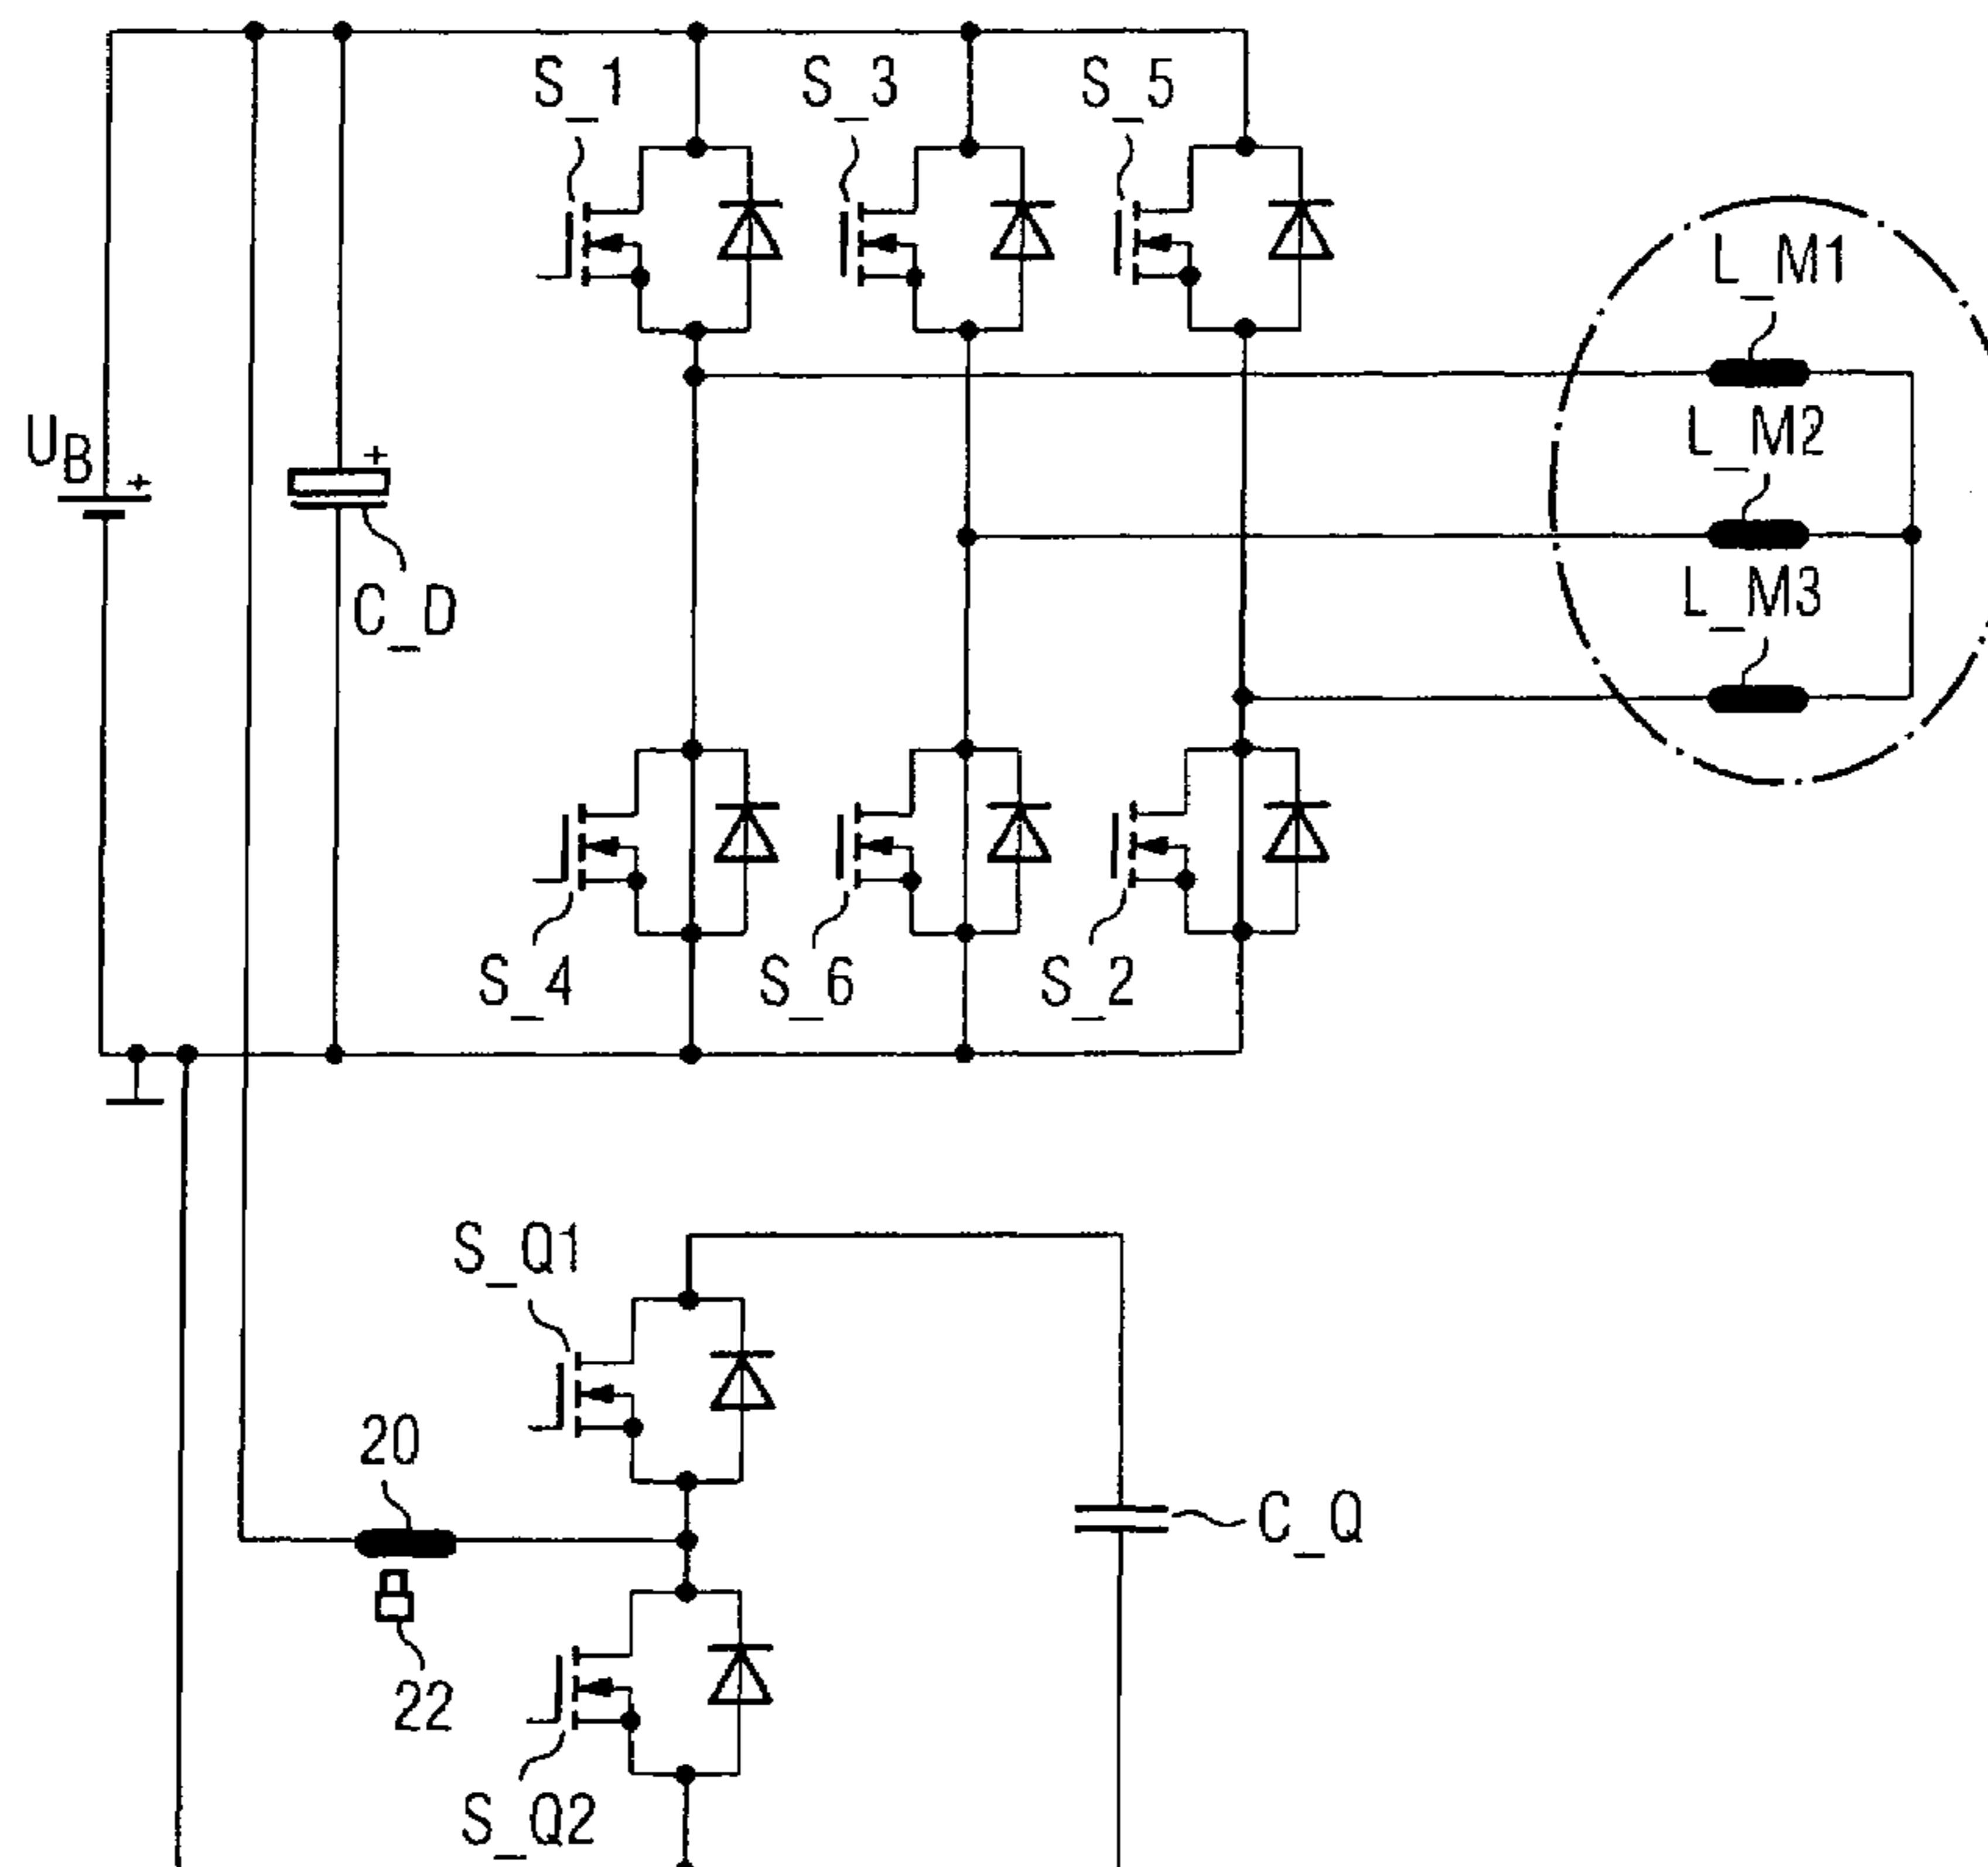 S_1
S_3
S_5
L_M1
U_B +
+
L_M2
C_D
L_M3
S_4
S_6
S_2
S_Q1
20
C_Q
22
S_Q2